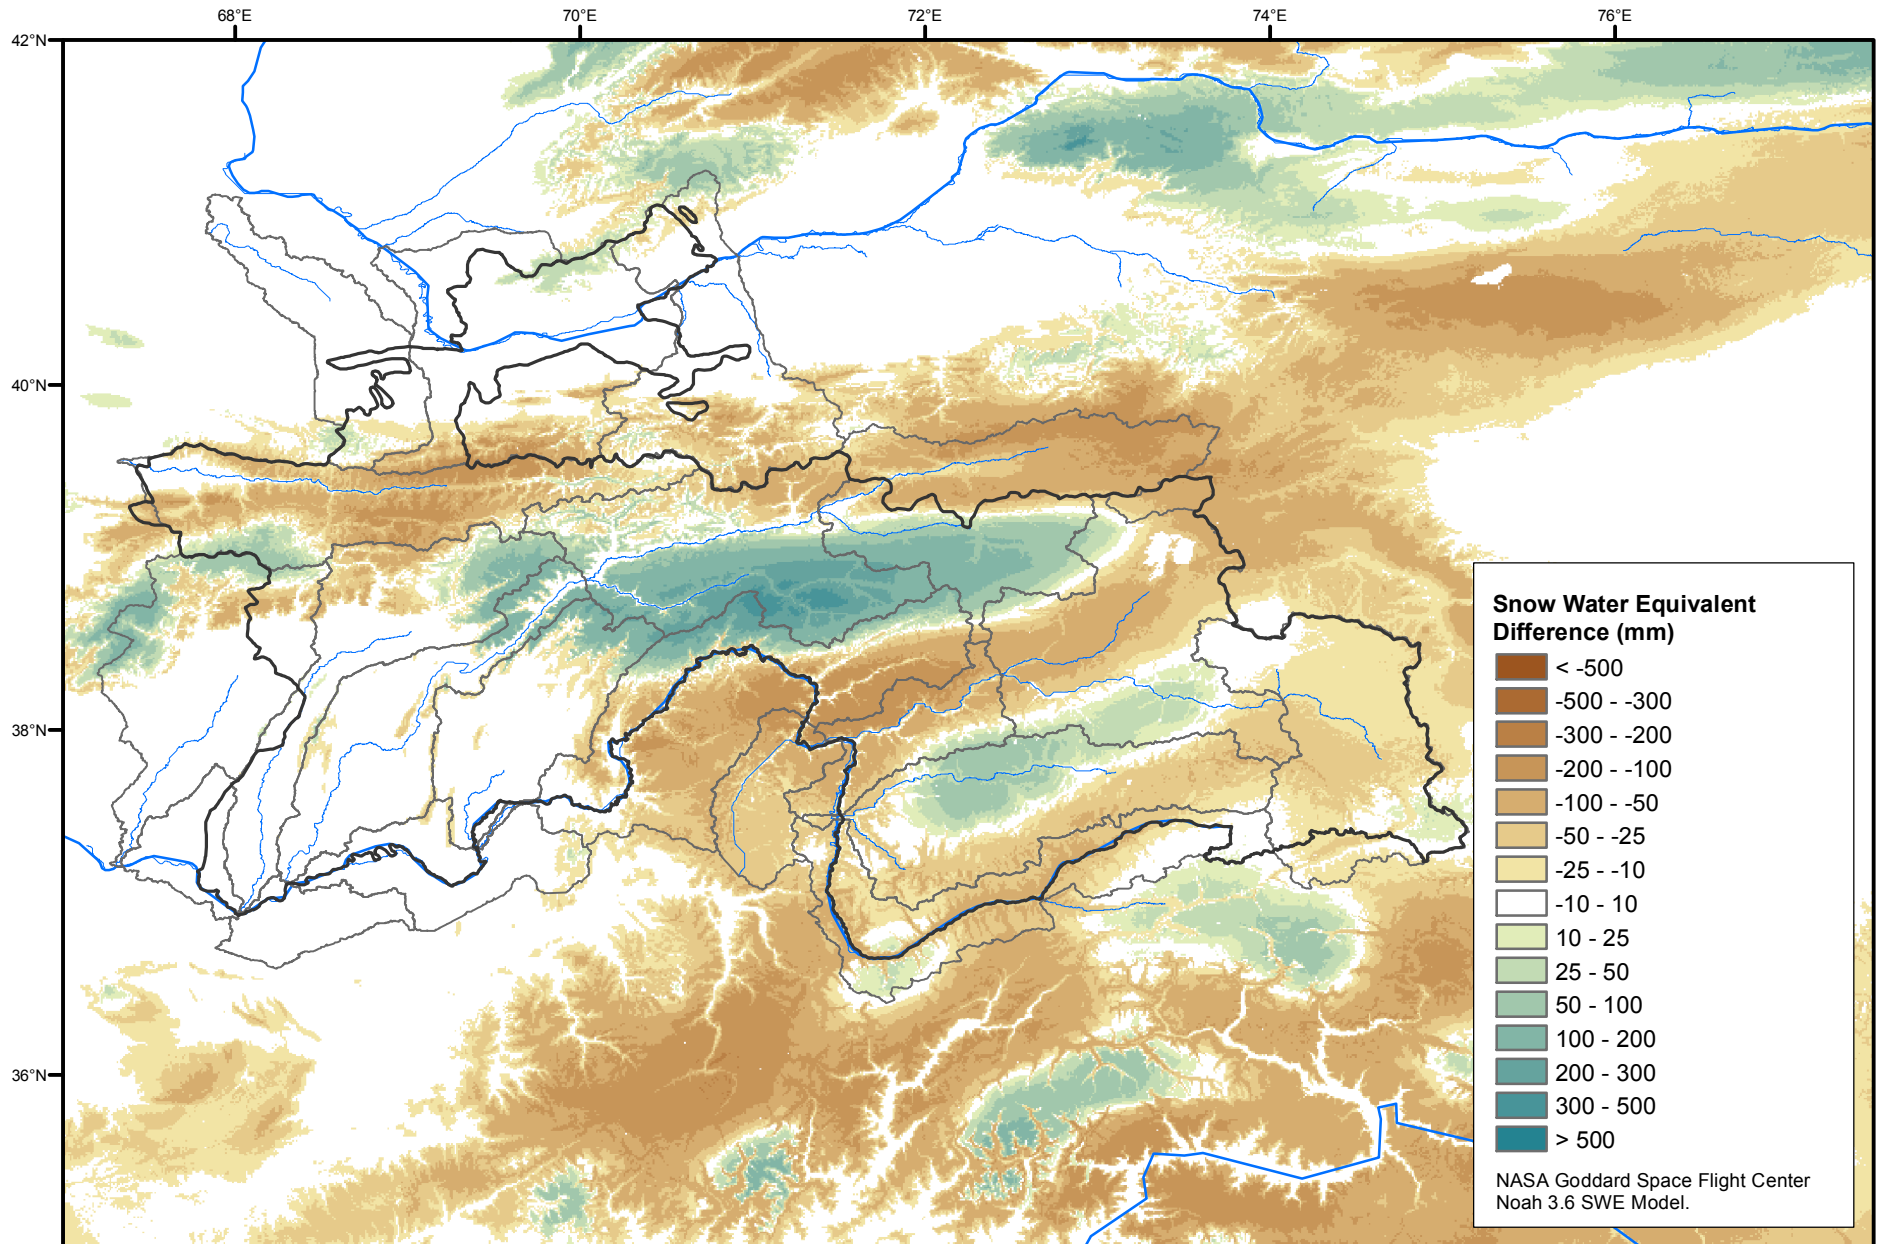 68°E 70°E 72°E 74°E 76°E
42°N
40°N
38°N
36°N
Snow Water Equivalent
Difference (mm)
< -500
-500 - -300
-300 - -200
-200 - -100
-100 - -50
-50 - -25
-25 - -10
-10 - 10
10 - 25
25 - 50
50 - 100
100 - 200
200 - 300
300 - 500
> 500
NASA Goddard Space Flight Center
Noah 3.6 SWE Model.